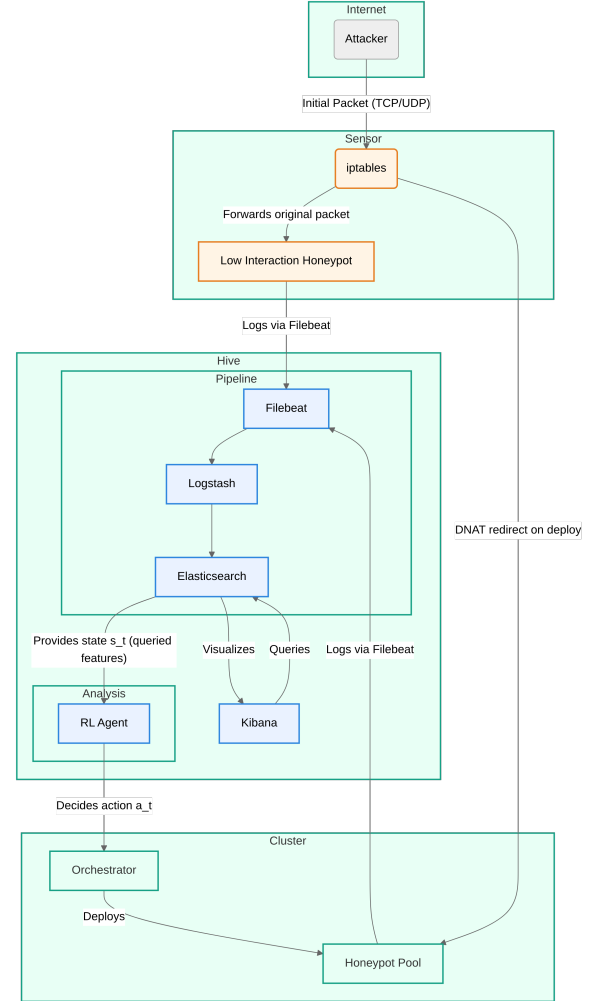 Internet
Attacker
Initial Packet (TCP/UDP)
Sensor
iptables
Forwards original packet
Low Interaction Honeypot
Logs via Filebeat
Hive
Pipeline
Filebeat
Logstash
DNAT redirect on deploy
Elasticsearch
Provides state s_t (queried
features)
Visualizes
Queries
Logs via Filebeat
Analysis
RL Agent
Kibana
Decides action a_t
Cluster
Orchestrator
Deploys
Honeypot Pool